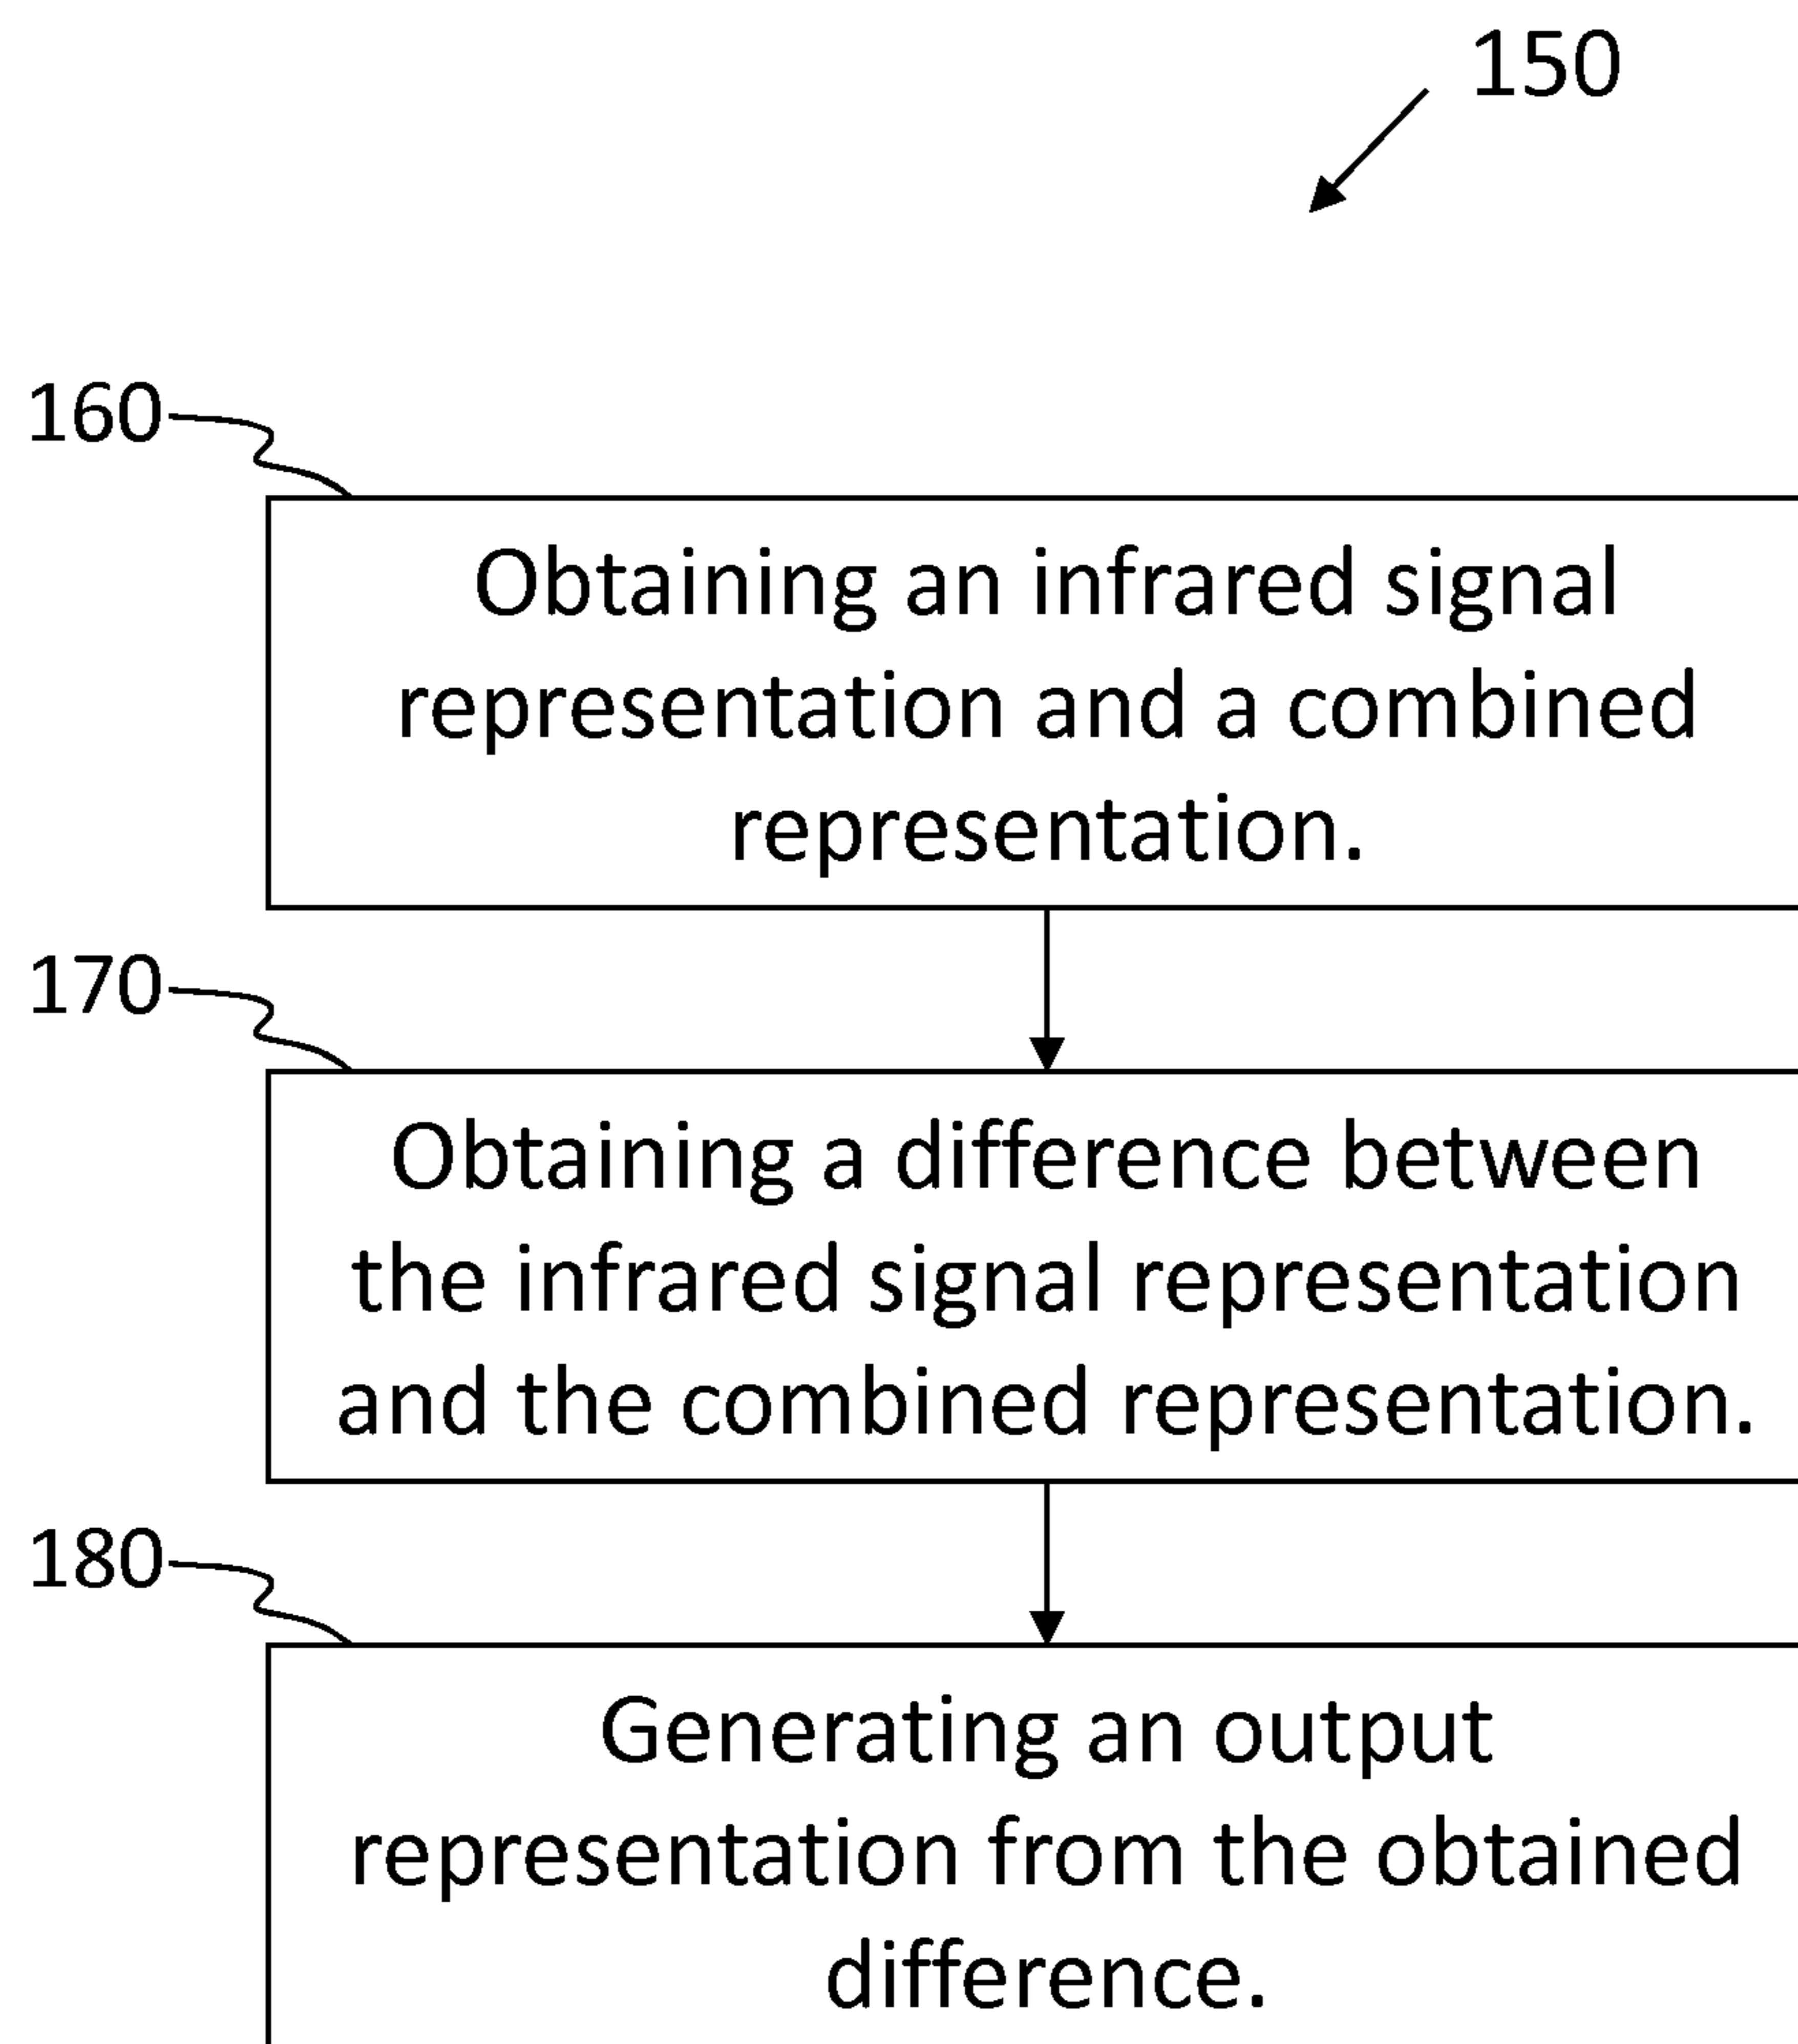 150
160
Obtaining an infrared signal
representation and a combined
representation.
170
Obtaining a difference between
the infrared signal representation
and the combined representation.
180
Generating an output
representation from the obtained
difference.